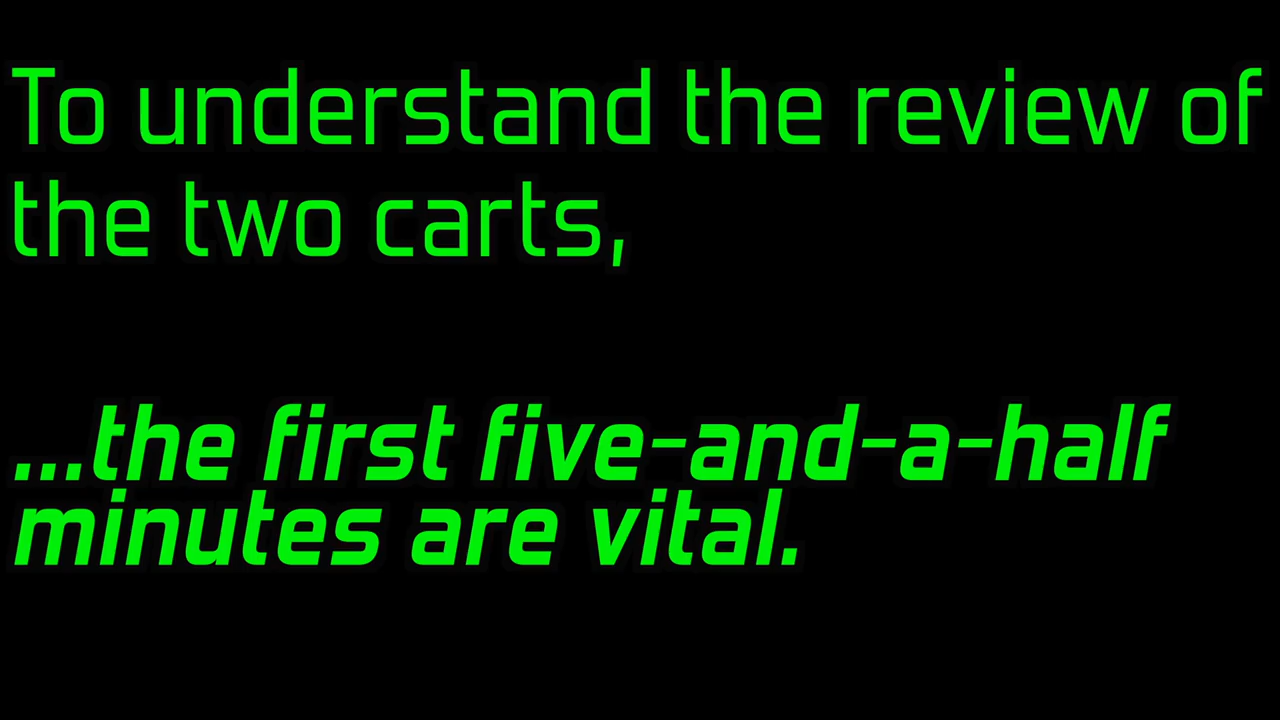 To understand the review of
the two carts,
...the first five-and-a-half
minutes are vital.